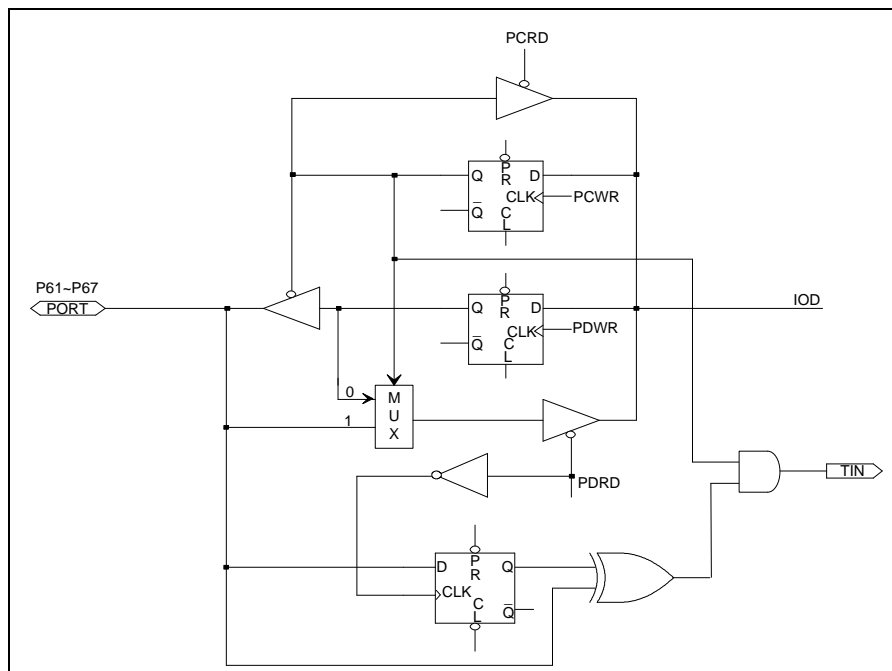 PCRD
Q
P
R
D
CLK
PCWR
Q̅
C
L
P61~P67
PORT
Q
P
R
D
IOD
CLK
PDWR
Q̅
C
L
0
M
U
X
1
TIN
PDRD
D
P
R
Q
CLK
C
L
Q̅